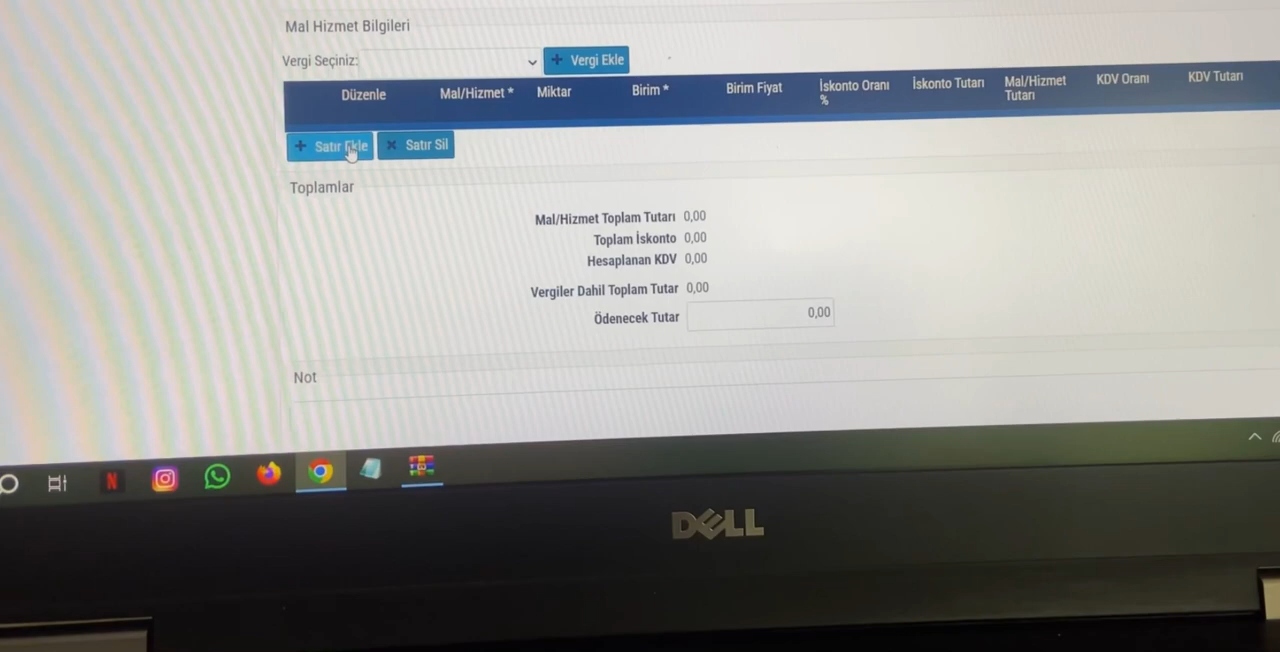 Mal Hizmet Bilgileri
Vergi Seçiniz:
Vergi Ekle
Düzenle Mal/Hizmet * Miktar Birim * Birim Fiyat İskonto Oranı % İskonto Tutarı Mal/Hizmet Tutarı KDV Oranı KDV Tutarı
Satır Ekle Satır Sil
Toplamlar
Mal/Hizmet Toplam Tutarı 0,00
Toplam İskonto 0,00
Hesaplanan KDV 0,00
Vergiler Dahil Toplam Tutar 0,00
Ödenecek Tutar 0,00
Not
N
DELL